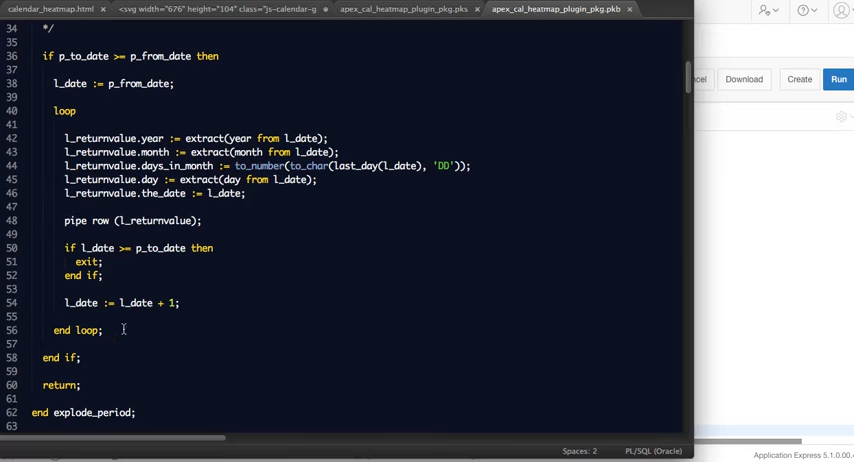 calendar_heatmap.html
<svg width="676" height="104" class="js-calendar-g
apex_cal_heatmap_plugin_pkg.pks
apex_cal_heatmap_plugin_pkg.pkb
34 */
35
36 if p_to_date >= p_from_date then
37
38 l_date := p_from_date;
39
40 loop
41
42 l_returnvalue.year := extract(year from l_date);
43 l_returnvalue.month := extract(month from l_date);
44 l_returnvalue.days_in_month := to_number(to_char(last_day(l_date), 'DD'));
45 l_returnvalue.day := extract(day from l_date);
46 l_returnvalue.the_date := l_date;
47
48 pipe row (l_returnvalue);
49
50 if l_date >= p_to_date then
51 exit;
52 end if;
53
54 l_date := l_date + 1;
55
56 end loop;
57
58 end if;
59
60 return;
61
62 end explode_period;
63
Spaces: 2 PL/SQL (Oracle)
cel Download Create Run
Application Express 5.1.0.00.